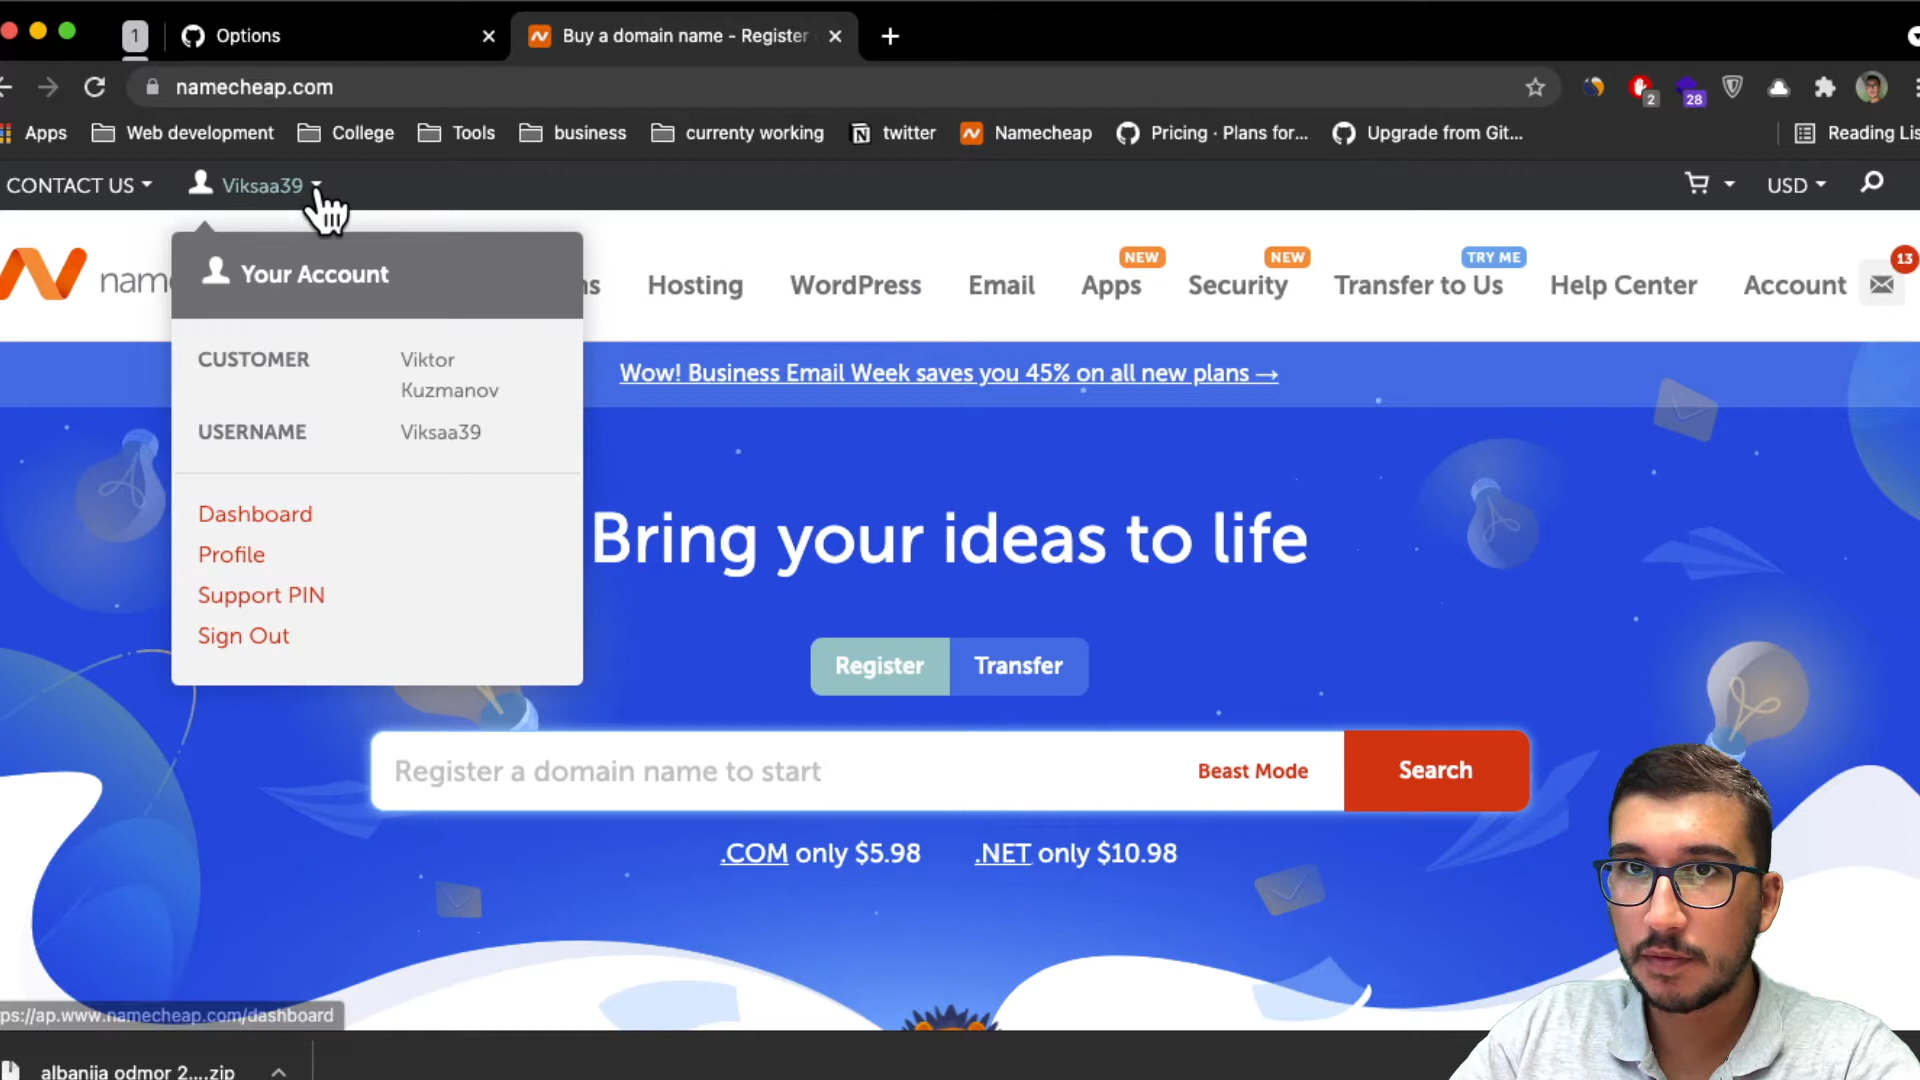 1 Options Buy a domain name - Register
namecheap.com 2 28
Apps Web development College Tools business currenty working twitter Namecheap Pricing · Plans for... Upgrade from Git... Reading Lis
CONTACT US Viksaa39 USD
Your Account
name ns Hosting WordPress Email Apps NEW Security NEW Transfer to Us TRY ME Help Center Account 13
CUSTOMER Viktor
Kuzmanov
USERNAME Viksaa39
Dashboard
Profile
Support PIN
Sign Out
Wow! Business Email Week saves you 45% on all new plans →
Bring your ideas to life
Register Transfer
Register a domain name to start Beast Mode Search
.COM only $5.98 .NET only $10.98
ps://ap.www.namecheap.com/dashboard
albanija odmor 2....zip